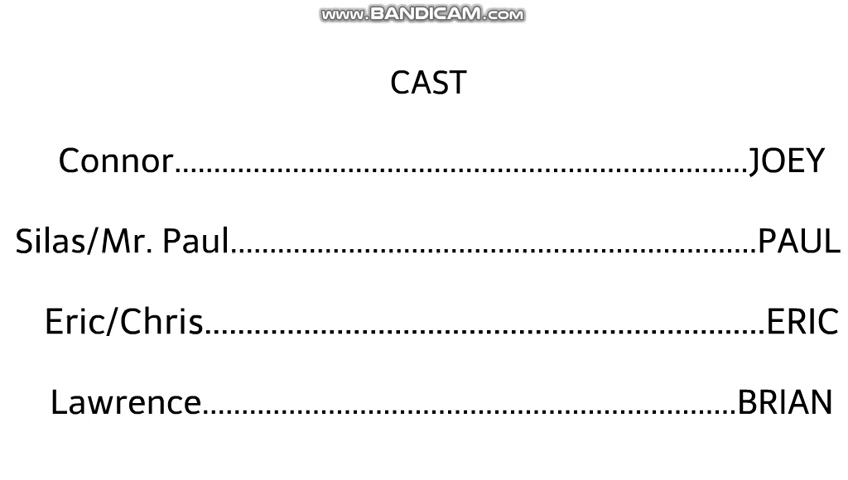 www.BANDICAM.com
CAST
Connor.........................................................................JOEY
Silas/Mr. Paul...................................................................PAUL
Eric/Chris.......................................................................ERIC
Lawrence....................................................................BRIAN